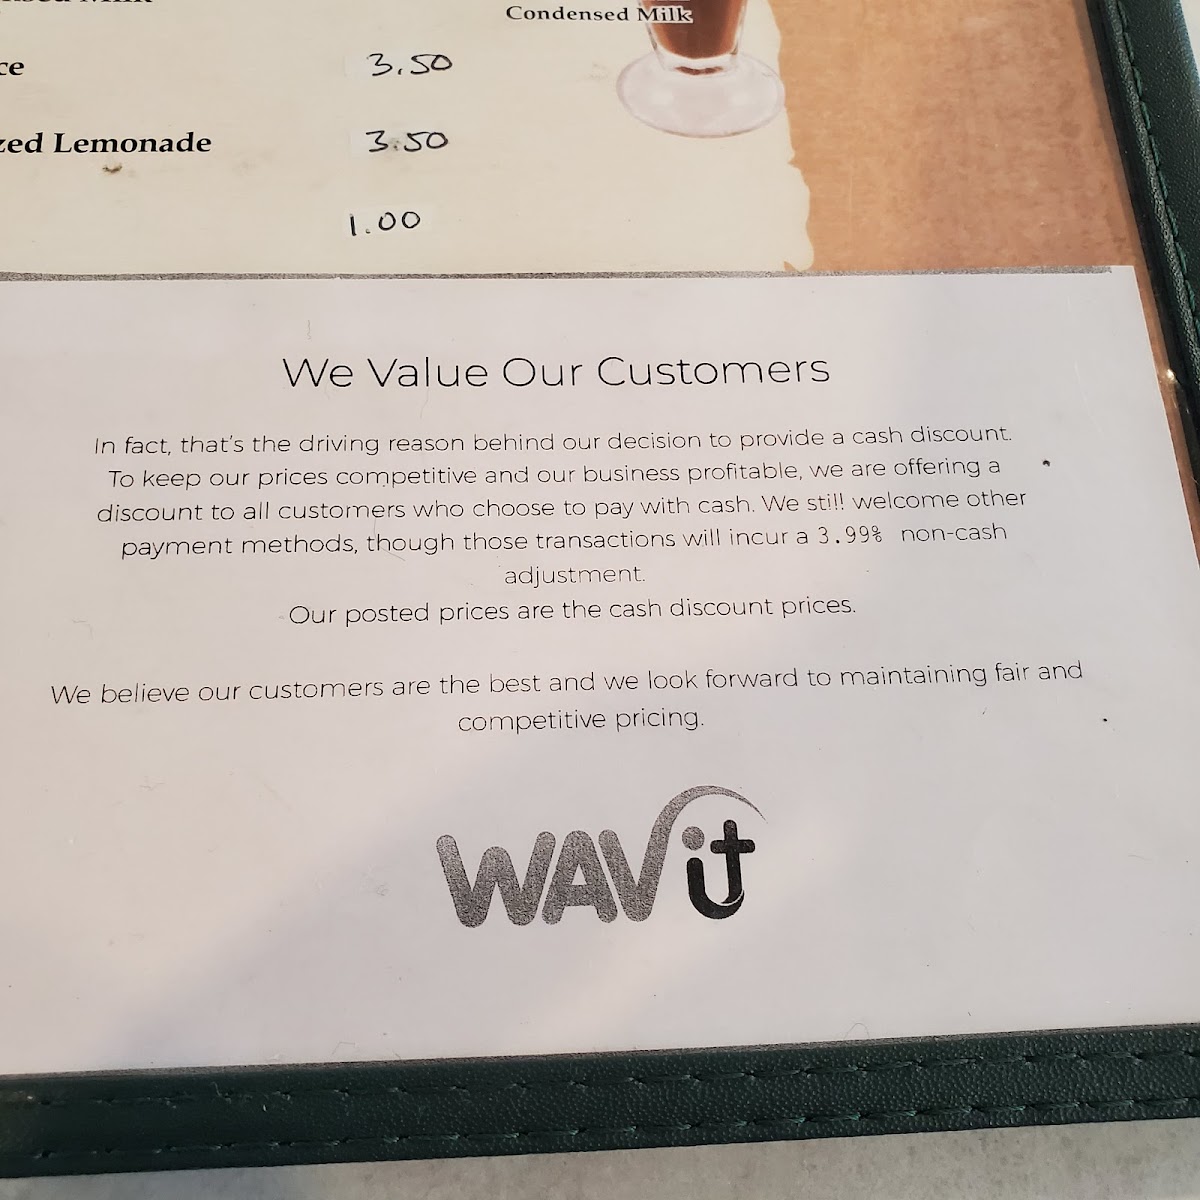 Condensed Milk
3.50
zed Lemonade 3.50
1.00
We Value Our Customers
In fact, that's the driving reason behind our decision to provide a cash discount.
To keep our prices competitive and our business profitable, we are offering a
discount to all customers who choose to pay with cash. We still welcome other
payment methods, though those transactions will incur a 3.99% non-cash
adjustment.
Our posted prices are the cash discount prices.
We believe our customers are the best and we look forward to maintaining fair and
competitive pricing.
WAVit